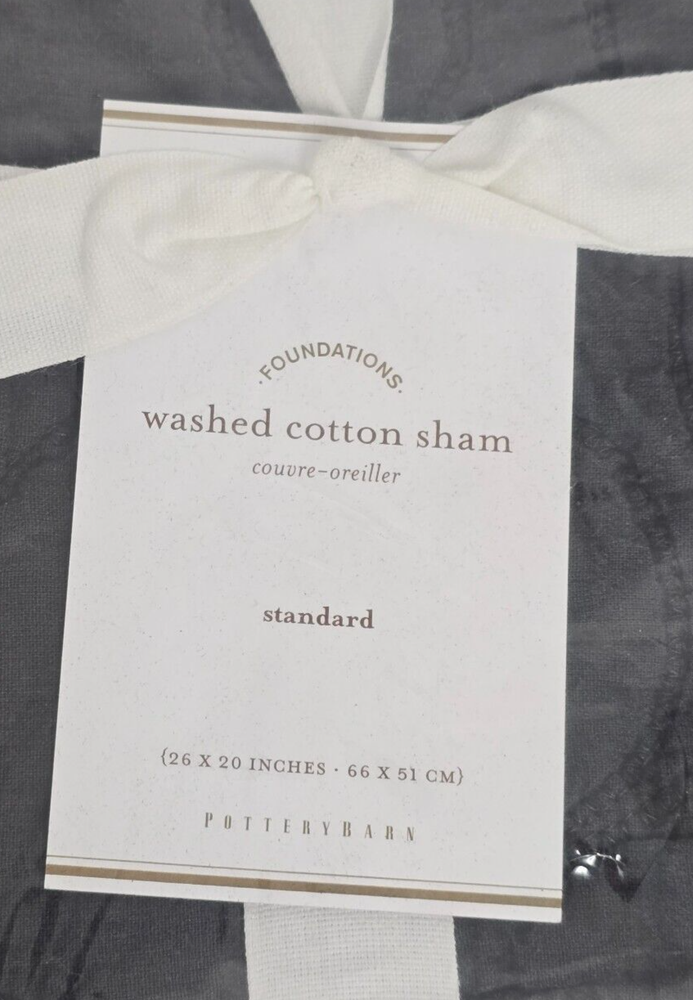 ·FOUNDATIONS·
washed cotton sham
couvre-oreiller
standard
{26 X 20 INCHES · 66 X 51 CM}
POTTERYBARN